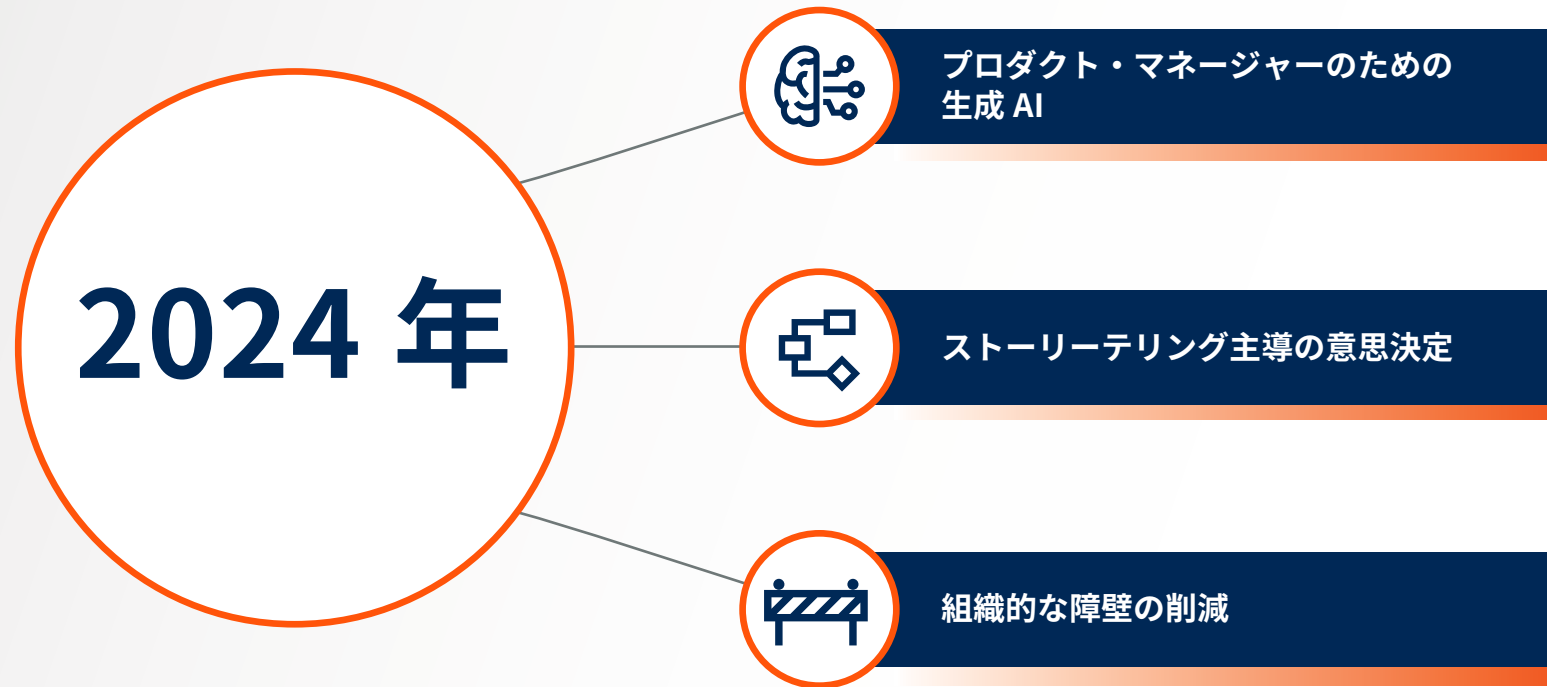 2024 年
プロダクト・マネージャーのための
生成 AI
ストーリーテリング主導の意思決定
組織的な障壁の削減